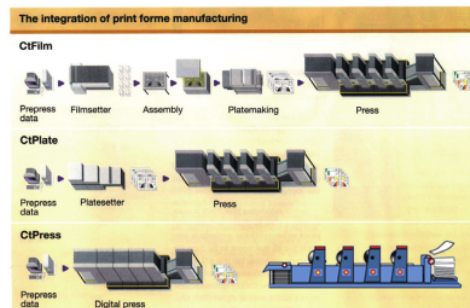 The integration of print forme manufacturing
CtFilm
Prepress data
Filmsetter
Assembly
Platemaking
Press
CtPlate
Prepress data
Platesetter
Press
CtPress
Prepress data
Digital press